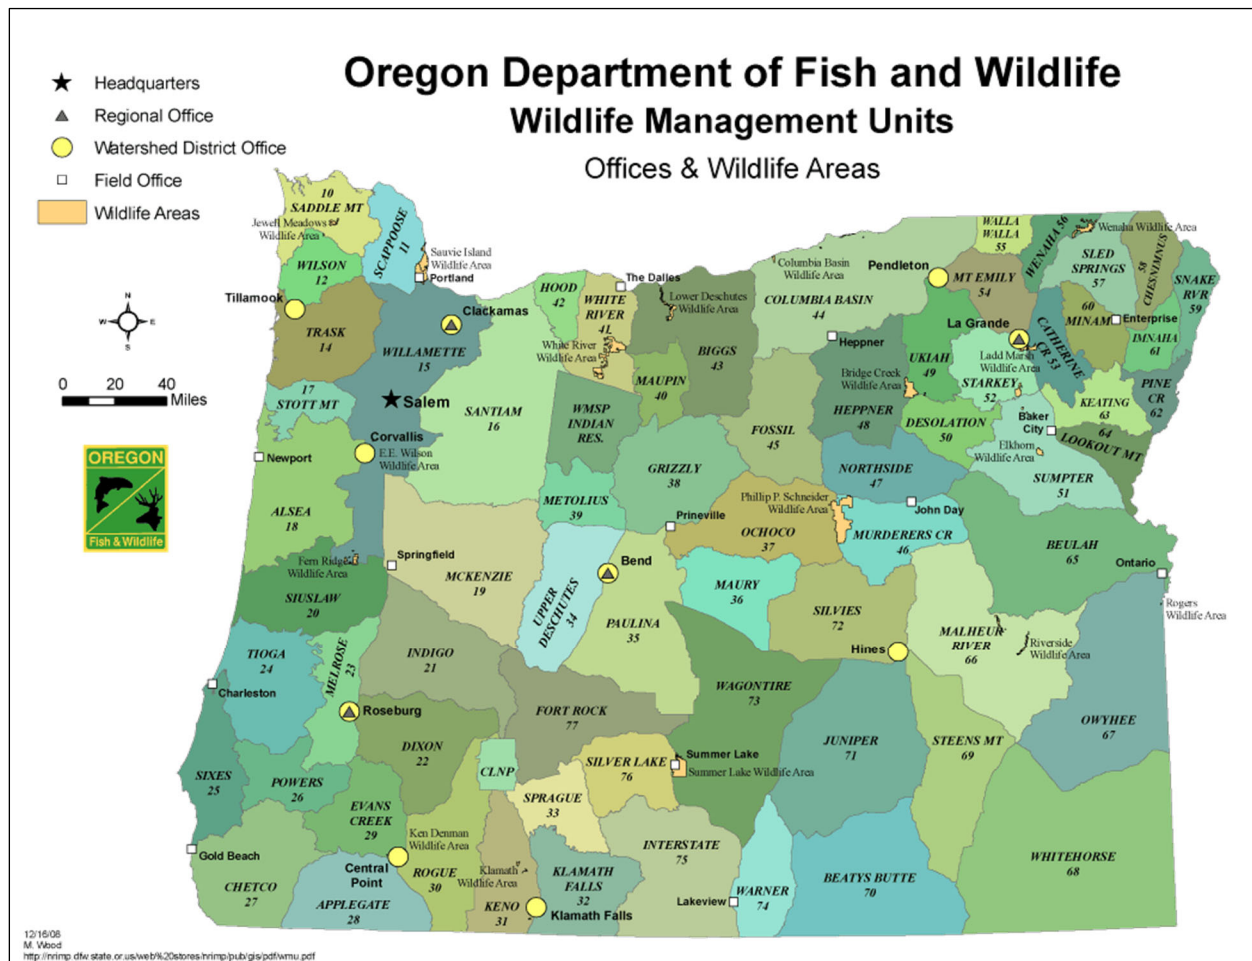 Oregon Department of Fish and Wildlife
Wildlife Management Units
Offices & Wildlife Areas
Headquarters
Regional Office
Watershed District Office
Field Office
Wildlife Areas
N
W
E
S
0
20
40
Miles
OREGON
Fish & Wildlife
10
SADDLE MT
Jewell Meadows
Wildlife Area
SCAPPOOSE
11
Sauvie Island
Wildlife Area
Portland
WILSON
12
Tillamook
TRASK
14
Clackamas
WILLAMETTE
15
17
STOTT MT
Salem
SANTIAM
16
Corvallis
E.E. Wilson
Wildlife Area
Newport
ALSEA
18
Fern Ridge
Wildlife Area
Springfield
MCKENZIE
19
SIUSLAW
20
HOOD
42
The Dalles
WHITE
RIVER
41
White River
Wildlife Area
Lower Deschutes
Wildlife Area
BIGGS
43
MAUPIN
40
WMSP
INDIAN
RES.
METOLIUS
39
GRIZZLY
38
Prineville
Columbia Basin
Wildlife Area
COLUMBIA BASIN
44
Heppner
FOSSIL
45
Bridge Creek
Wildlife Area
HEPPNER
48
Pendleton
WALLA
WALLA
55
MT EMILY
54
WENAHA 56
Wenaha Wildlife Area
SLED
SPRINGS
57
58
CHESNIMNUS
SNAKE
RVR
59
La Grande
UKIAH
49
Ladd Marsh
Wildlife Area
STARKEY
52
CATHERINE
CR 53
60
MINAM
Enterprise
IMNAHA
61
PINE
CR
62
KEATING
63
64
LOOKOUT MT
Baker
City
DESOLATION
50
Elkhorn
Wildlife Area
SUMPTER
51
NORTHSIDE
47
John Day
Phillip P. Schneider
Wildlife Area
OCHOCO
37
MURDERERS CR
46
BEULAH
65
Ontario
Rogers
Wildlife Area
UPPER
DESCHUTES
34
Bend
PAULINA
35
MAURY
36
SILVIES
72
Hines
MALHEUR
RIVER
66
Riverside
Wildlife Area
OWYHEE
67
TIOGA
24
MELROSE
23
INDIGO
21
Charleston
Roseburg
DIXON
22
FORT ROCK
77
WAGONTIRE
73
JUNIPER
71
STEENS MT
69
SIXES
25
POWERS
26
EVANS
CREEK
29
CLNP
SILVER LAKE
76
Summer Lake
Summer Lake Wildlife Area
SPRAGUE
33
Gold Beach
CHETCO
27
Central
Point
APPLEGATE
28
Ken Denman
Wildlife Area
ROGUE
30
Klamath
Wildlife Area
KENO
31
KLAMATH
FALLS
32
Klamath Falls
INTERSTATE
75
Lakeview
WARNER
74
BEATYS BUTTE
70
WHITEHORSE
68
12/16/08
M. Wood
http://nrimp.dfw.state.or.us/web%20stores/nrimp/pub/gis/pdf/wmu.pdf